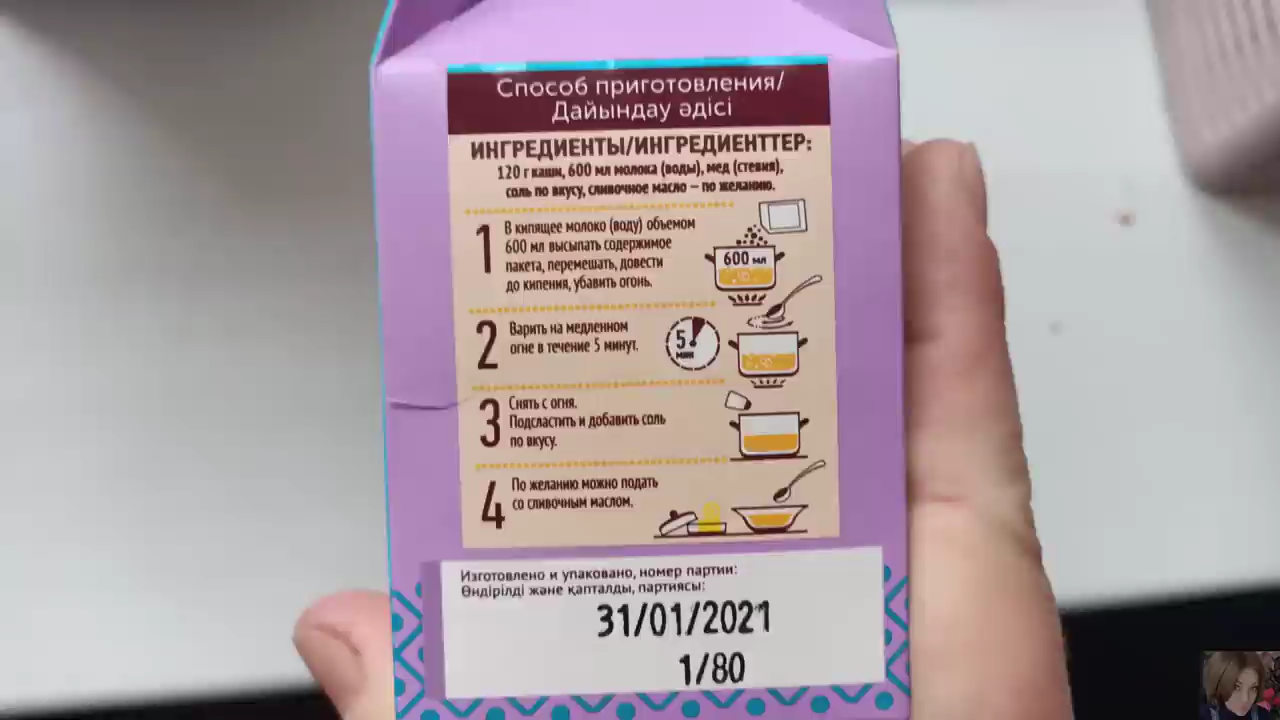 Способ приготовления/
Дайындау әдісі
ИНГРЕДИЕНТЫ/ИНГРЕДИЕНТТЕР:
120 г каши, 600 мл молока (воды), мед (стевия),
соль по вкусу, сливочное масло – по желанию.
1
В кипящее молоко (воду) объемом
600 мл высыпать содержимое
пакета, перемешать, довести
до кипения, убавить огонь.
600 мл
2
Варить на медленном
огне в течение 5 минут.
5
мин
3
Снять с огня.
Подсластить и добавить соль
по вкусу.
4
По желанию можно подать
со сливочным маслом.
Изготовлено и упаковано, номер партии:
Өндірілді және қапталды, партиясы:
31/01/2021
1/80